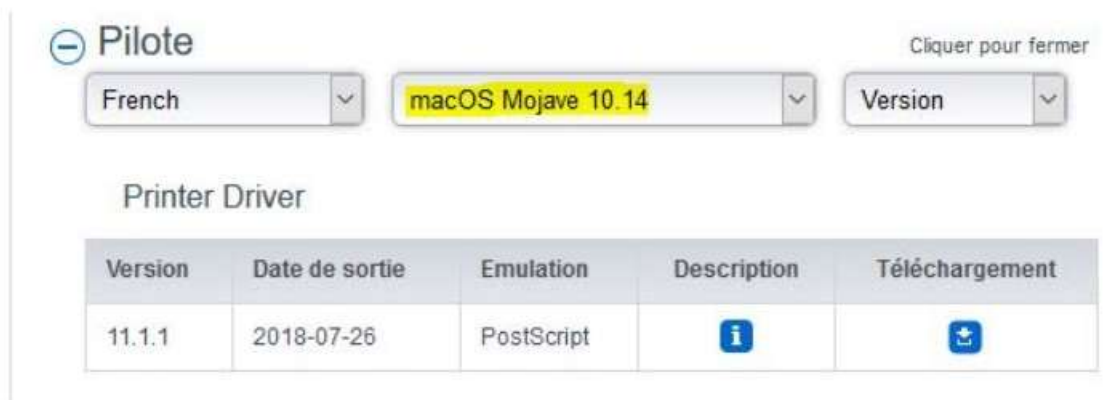 Pilote
Cliquer pour fermer
French
macOS Mojave 10.14
Version
Printer Driver
Version Date de sortie Emulation Description Téléchargement
11.1.1 2018-07-26 PostScript